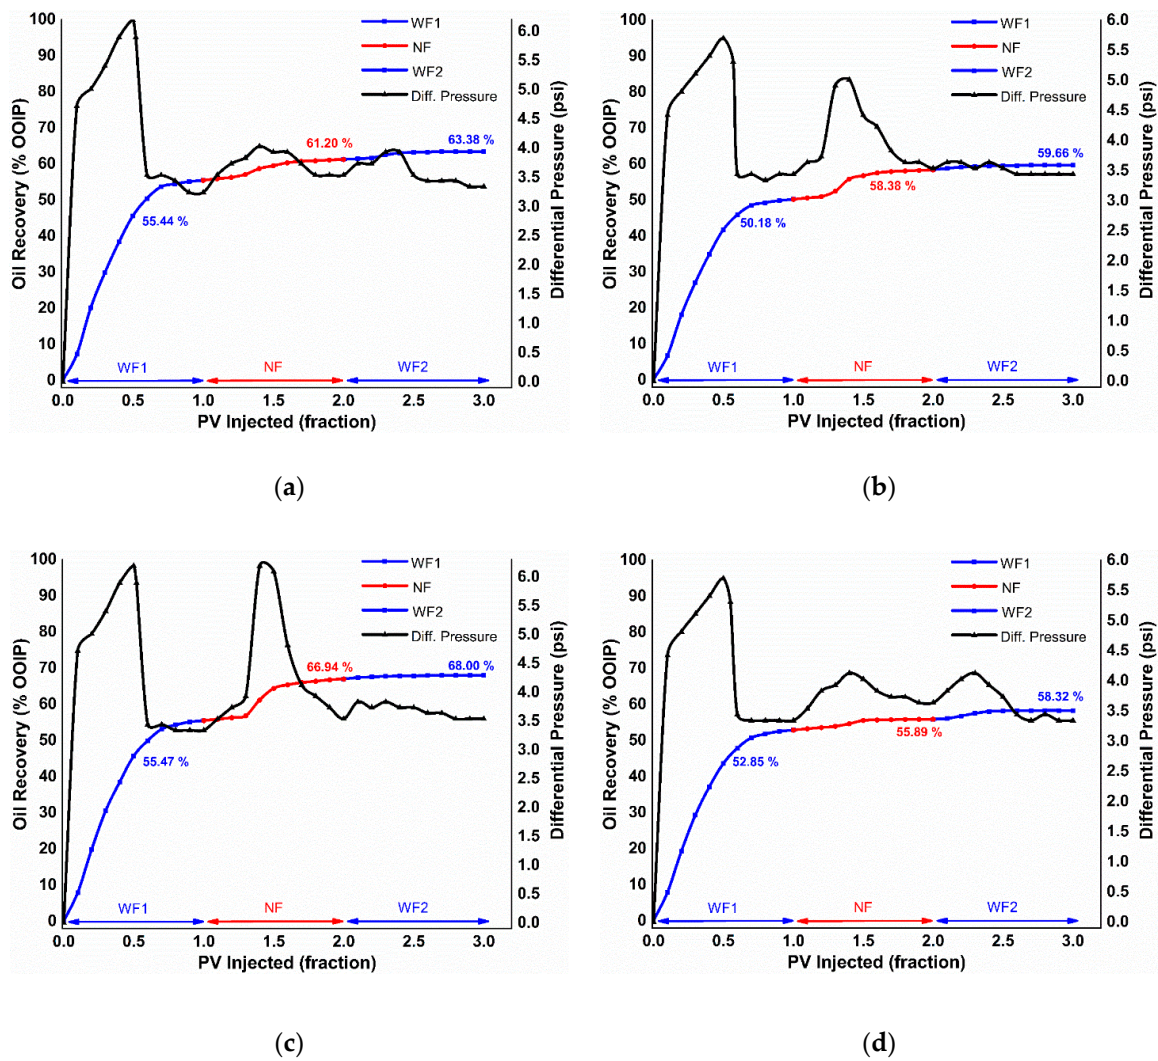 (a)
Oil Recovery (% OOIP)
100
90
80
70
60
50
40
30
20
10
0
WF1
NF
WF2
Diff. Pressure
55.44 %
61.20 %
63.38 %
WF1
NF
WF2
0.0 0.5 1.0 1.5 2.0 2.5 3.0
PV Injected (fraction)
6.0
5.5
5.0
4.5
4.0
3.5
3.0
2.5
2.0
1.5
1.0
0.5
0.0
Differential Pressure (psi)
(b)
Oil Recovery (% OOIP)
100
90
80
70
60
50
40
30
20
10
0
WF1
NF
WF2
Diff. Pressure
50.18 %
58.38 %
59.66 %
WF1
NF
WF2
0.0 0.5 1.0 1.5 2.0 2.5 3.0
PV Injected (fraction)
6.0
5.5
5.0
4.5
4.0
3.5
3.0
2.5
2.0
1.5
1.0
0.5
0.0
Differential Pressure (psi)
(c)
Oil Recovery (% OOIP)
100
90
80
70
60
50
40
30
20
10
0
WF1
NF
WF2
Diff. Pressure
55.47 %
66.94 %
68.00 %
WF1
NF
WF2
0.0 0.5 1.0 1.5 2.0 2.5 3.0
PV Injected (fraction)
6.0
5.5
5.0
4.5
4.0
3.5
3.0
2.5
2.0
1.5
1.0
0.5
0.0
Differential Pressure (psi)
(d)
Oil Recovery (% OOIP)
100
90
80
70
60
50
40
30
20
10
0
WF1
NF
WF2
Diff. Pressure
52.85 %
55.89 %
58.32 %
WF1
NF
WF2
0.0 0.5 1.0 1.5 2.0 2.5 3.0
PV Injected (fraction)
6.0
5.5
5.0
4.5
4.0
3.5
3.0
2.5
2.0
1.5
1.0
0.5
0.0
Differential Pressure (psi)